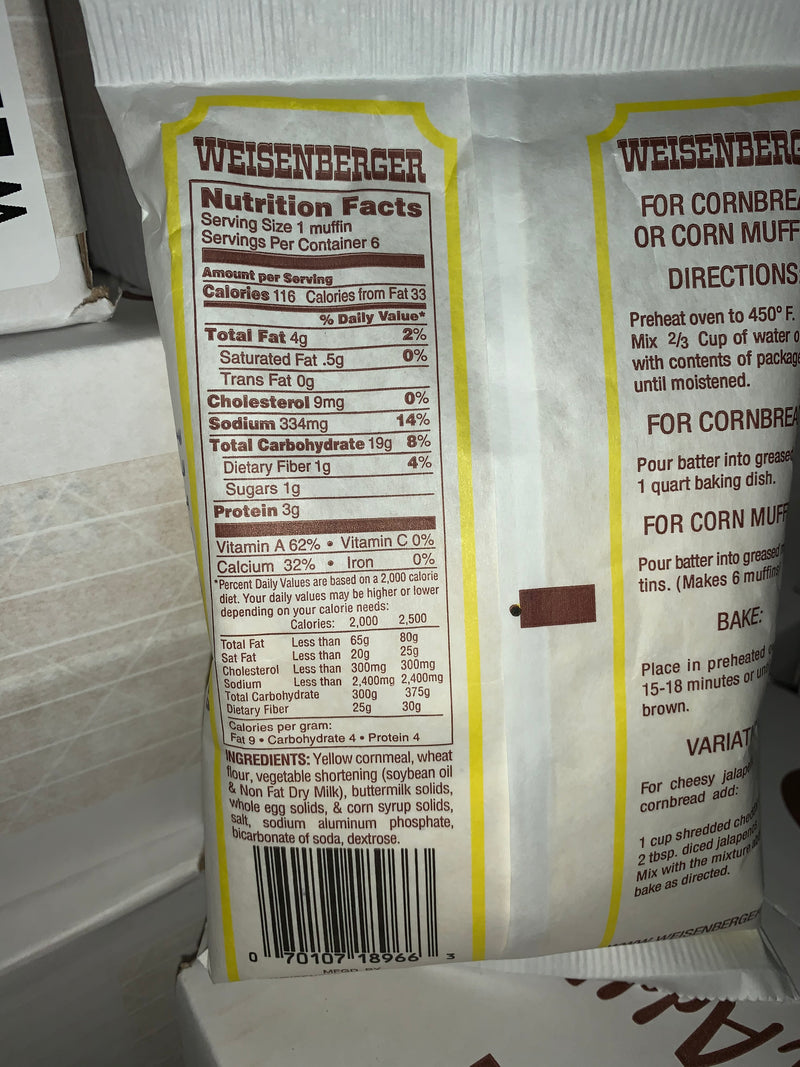 WEISENBERGER
Nutrition Facts
Serving Size 1 muffin
Servings Per Container 6
Amount per Serving
Calories 116 Calories from Fat 33
% Daily Value*
Total Fat 4g 2%
Saturated Fat .5g 0%
Trans Fat 0g
Cholesterol 9mg 0%
Sodium 334mg 14%
Total Carbohydrate 19g 8%
Dietary Fiber 1g 4%
Sugars 1g
Protein 3g
Vitamin A 62% • Vitamin C 0%
Calcium 32% • Iron 0%
*Percent Daily Values are based on a 2,000 calorie
diet. Your daily values may be higher or lower
depending on your calorie needs:
Calories: 2,000 2,500
Total Fat Less than 65g 80g
Sat Fat Less than 20g 25g
Cholesterol Less than 300mg 300mg
Sodium Less than 2,400mg 2,400mg
Total Carbohydrate 300g 375g
Dietary Fiber 25g 30g
Calories per gram:
Fat 9 • Carbohydrate 4 • Protein 4
INGREDIENTS: Yellow cornmeal, wheat
flour, vegetable shortening (soybean oil
& Non Fat Dry Milk), buttermilk solids,
whole egg solids, & corn syrup solids,
salt, sodium aluminum phosphate,
bicarbonate of soda, dextrose.
0 70107 18966 3
MFGD. BY
WEISENBERG
FOR CORNBREA
OR CORN MUFF
DIRECTIONS
Preheat oven to 450° F.
Mix 2/3 Cup of water o
with contents of package
until moistened.
FOR CORNBREA
Pour batter into greased
1 quart baking dish.
FOR CORN MUFF
Pour batter into greased
tins. (Makes 6 muffins
BAKE:
Place in preheated
15-18 minutes or un
brown.
VARIAT
For cheesy jalap
cornbread add:
1 cup shredded ched
2 tbsp. diced jalapeno
Mix with the mixture
bake as directed.
WWW.WEISENBERGER